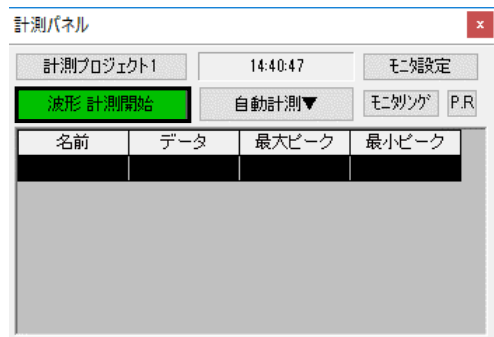 計測パネル
x
計測プロジェクト1 14:40:47 モニタ設定
波形 計測開始 自動計測▼ モニタリング P.R
名前 データ 最大ピーク 最小ピーク